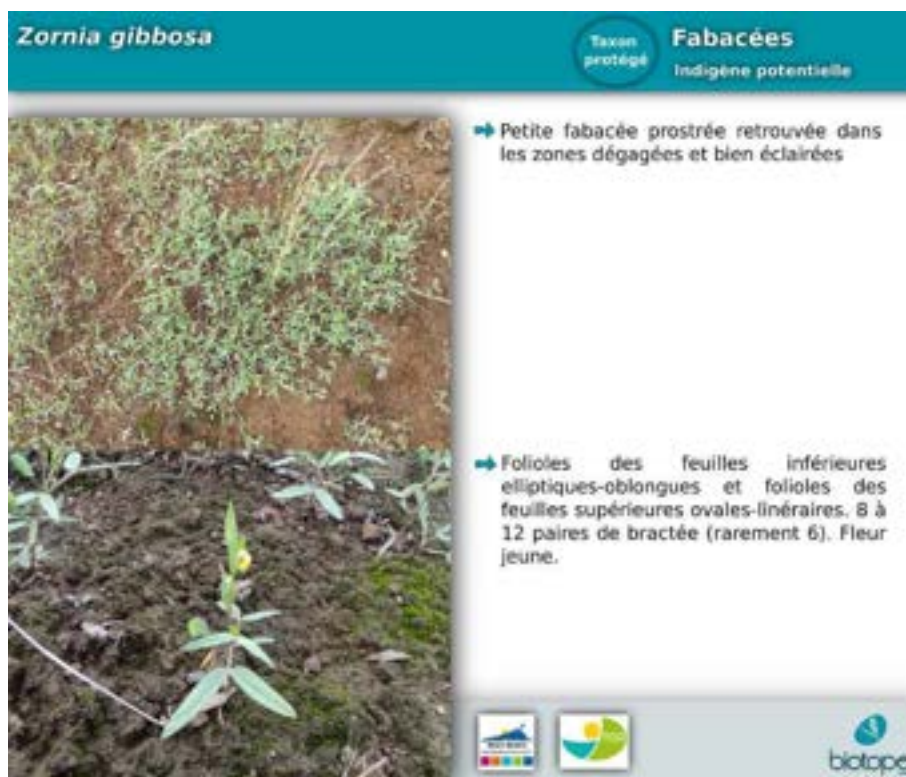 Zornia gibbosa
Taxon
protégé
Fabacées
Indigène potentielle
Petite fabacée prostrée retrouvée dans
les zones dégagées et bien éclairées
Folioles des feuilles inférieures
elliptiques-oblongues et folioles des
feuilles supérieures ovales-linéraires. 8 à
12 paires de bractée (rarement 6). Fleur
jeune.
biotope